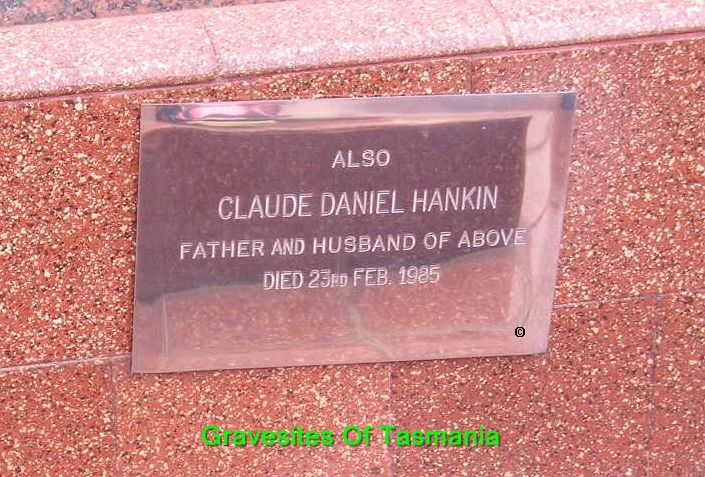 ALSO
CLAUDE DANIEL HANKIN
FATHER AND HUSBAND OF ABOVE
DIED 23RD FEB. 1985
©
Gravesites Of Tasmania